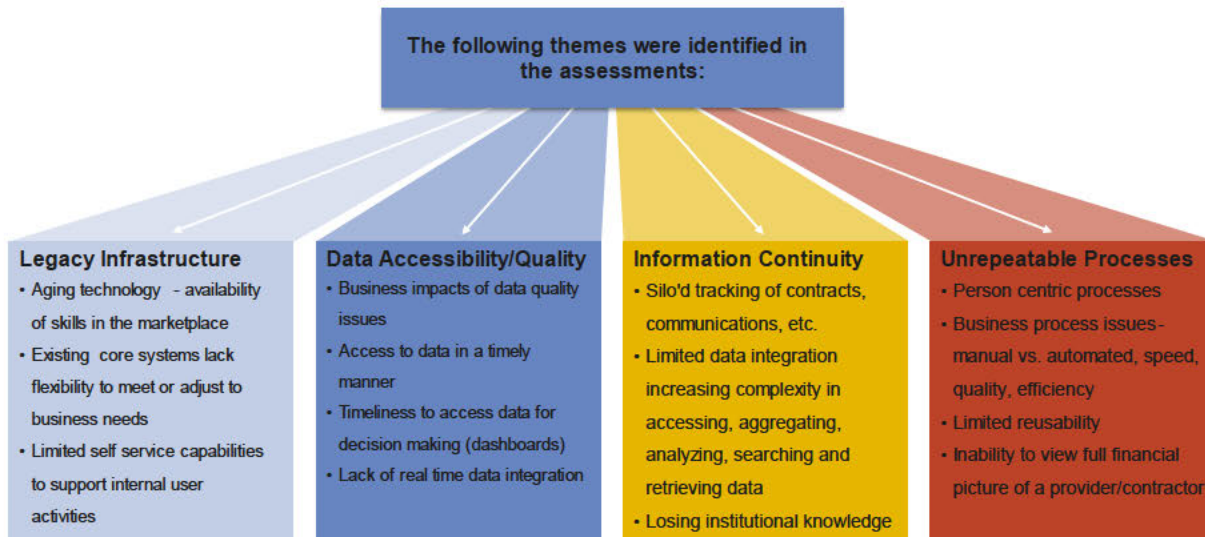 The following themes were identified in
the assessments:
Legacy Infrastructure
• Aging technology - availability
of skills in the marketplace
• Existing core systems lack
flexibility to meet or adjust to
business needs
• Limited self service capabilities
to support internal user
activities
Data Accessibility/Quality
• Business impacts of data quality
issues
• Access to data in a timely
manner
• Timeliness to access data for
decision making (dashboards)
• Lack of real time data integration
Information Continuity
• Silo'd tracking of contracts,
communications, etc.
• Limited data integration
increasing complexity in
accessing, aggregating,
analyzing, searching and
retrieving data
• Losing institutional knowledge
Unrepeatable Processes
• Person centric processes
• Business process issues-
manual vs. automated, speed,
quality, efficiency
• Limited reusability
• Inability to view full financial
picture of a provider/contractor